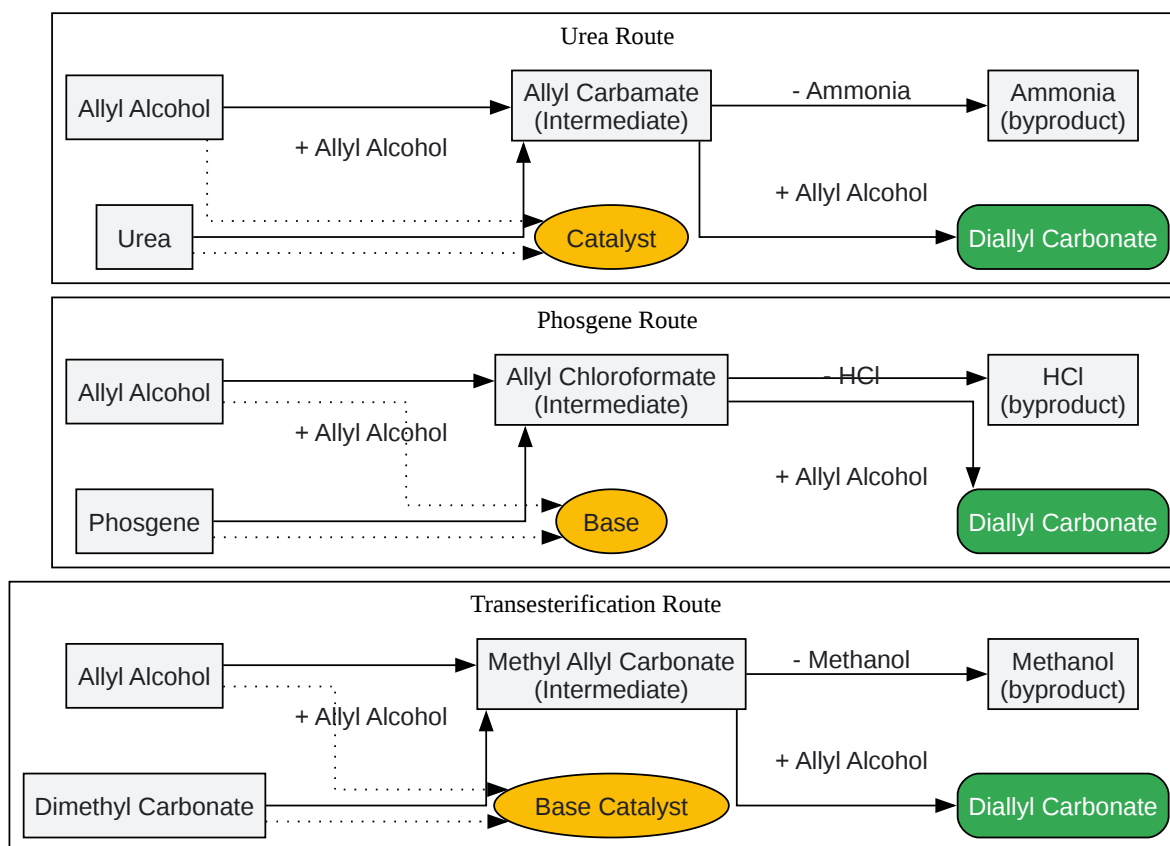 Urea Route
Allyl Alcohol
Allyl Carbamate
(Intermediate)
- Ammonia
Ammonia
(byproduct)
+ Allyl Alcohol
+ Allyl Alcohol
Urea
Catalyst
Diallyl Carbonate
Phosgene Route
Allyl Alcohol
Allyl Chloroformate
(Intermediate)
- HCl
HCl
(byproduct)
+ Allyl Alcohol
+ Allyl Alcohol
Phosgene
Base
Diallyl Carbonate
Transesterification Route
Allyl Alcohol
Methyl Allyl Carbonate
(Intermediate)
- Methanol
Methanol
(byproduct)
+ Allyl Alcohol
+ Allyl Alcohol
Dimethyl Carbonate
Base Catalyst
Diallyl Carbonate